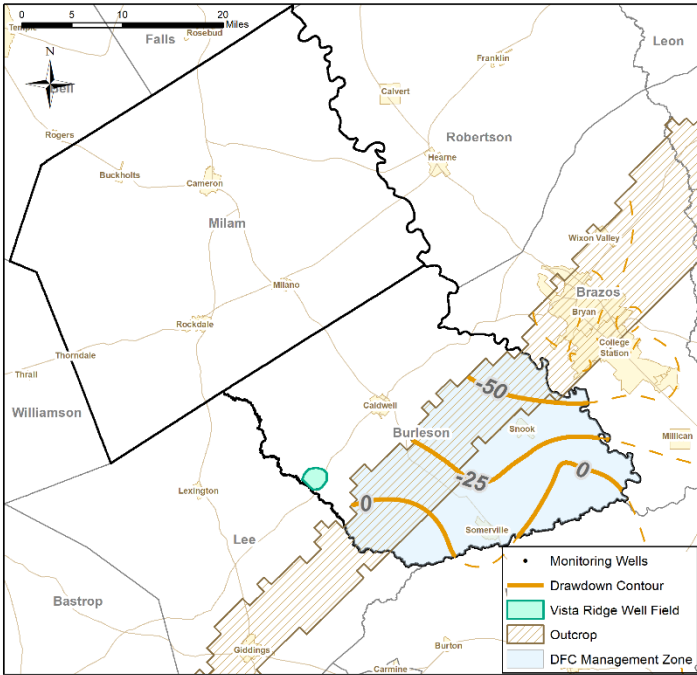 0 5 10 20
Miles
Temple
Falls
Rosebud
Leon
Franklin
N
Bell
Calvert
Rogers
Robertson
Hearne
Buckholts
Cameron
Milam
Wixon Valley
Milano
Brazos
Bryan
Rockdale
College
Station
Thorndale
Thrall
-50
Williamson
Caldwell
Burleson
Snook
Millican
-25
0
Lexington
0
Somerville
Lee
Bastrop
Giddings
Burton
Carmine
Monitoring Wells
Drawdown Contour
Vista Ridge Well Field
Outcrop
DFC Management Zone